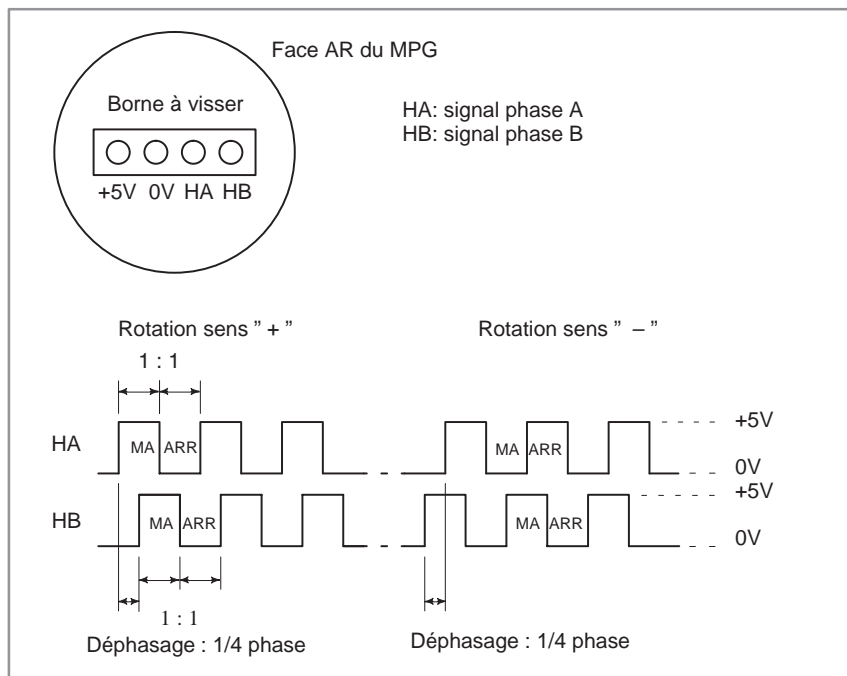 Face AR du MPG
Borne à visser
+5V 0V HA HB
HA: signal phase A
HB: signal phase B
Rotation sens ” + ”
Rotation sens ” – ”
1 : 1
HA
MA ARR
MA ARR
+5V
0V
HB
MA ARR
MA ARR
+5V
0V
1 : 1
Déphasage : 1/4 phase
Déphasage : 1/4 phase